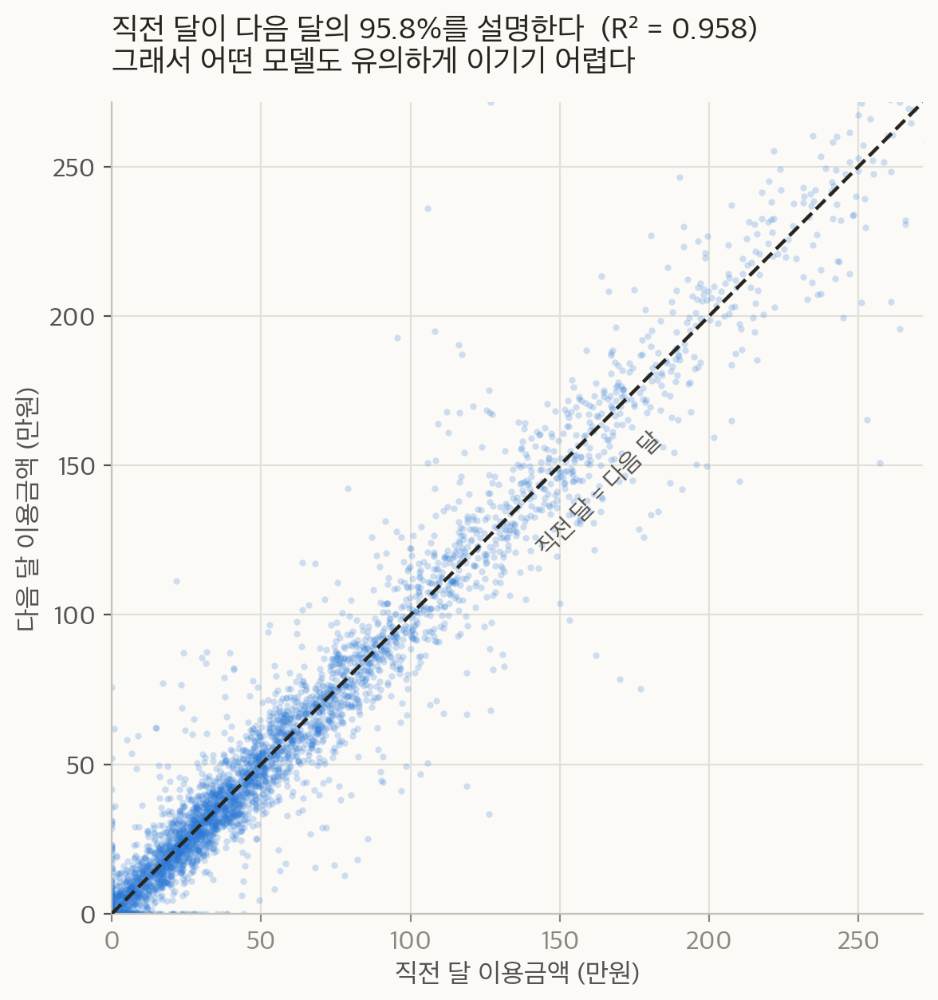 직전 달이 다음 달의 95.8%를 설명한다 (R² = 0.958)
그래서 어떤 모델도 유의하게 이기기 어렵다
다음 달 이용금액 (만원)
250
200
150
100
50
0
직전 달 = 다음 달
0 50 100 150 200 250
직전 달 이용금액 (만원)